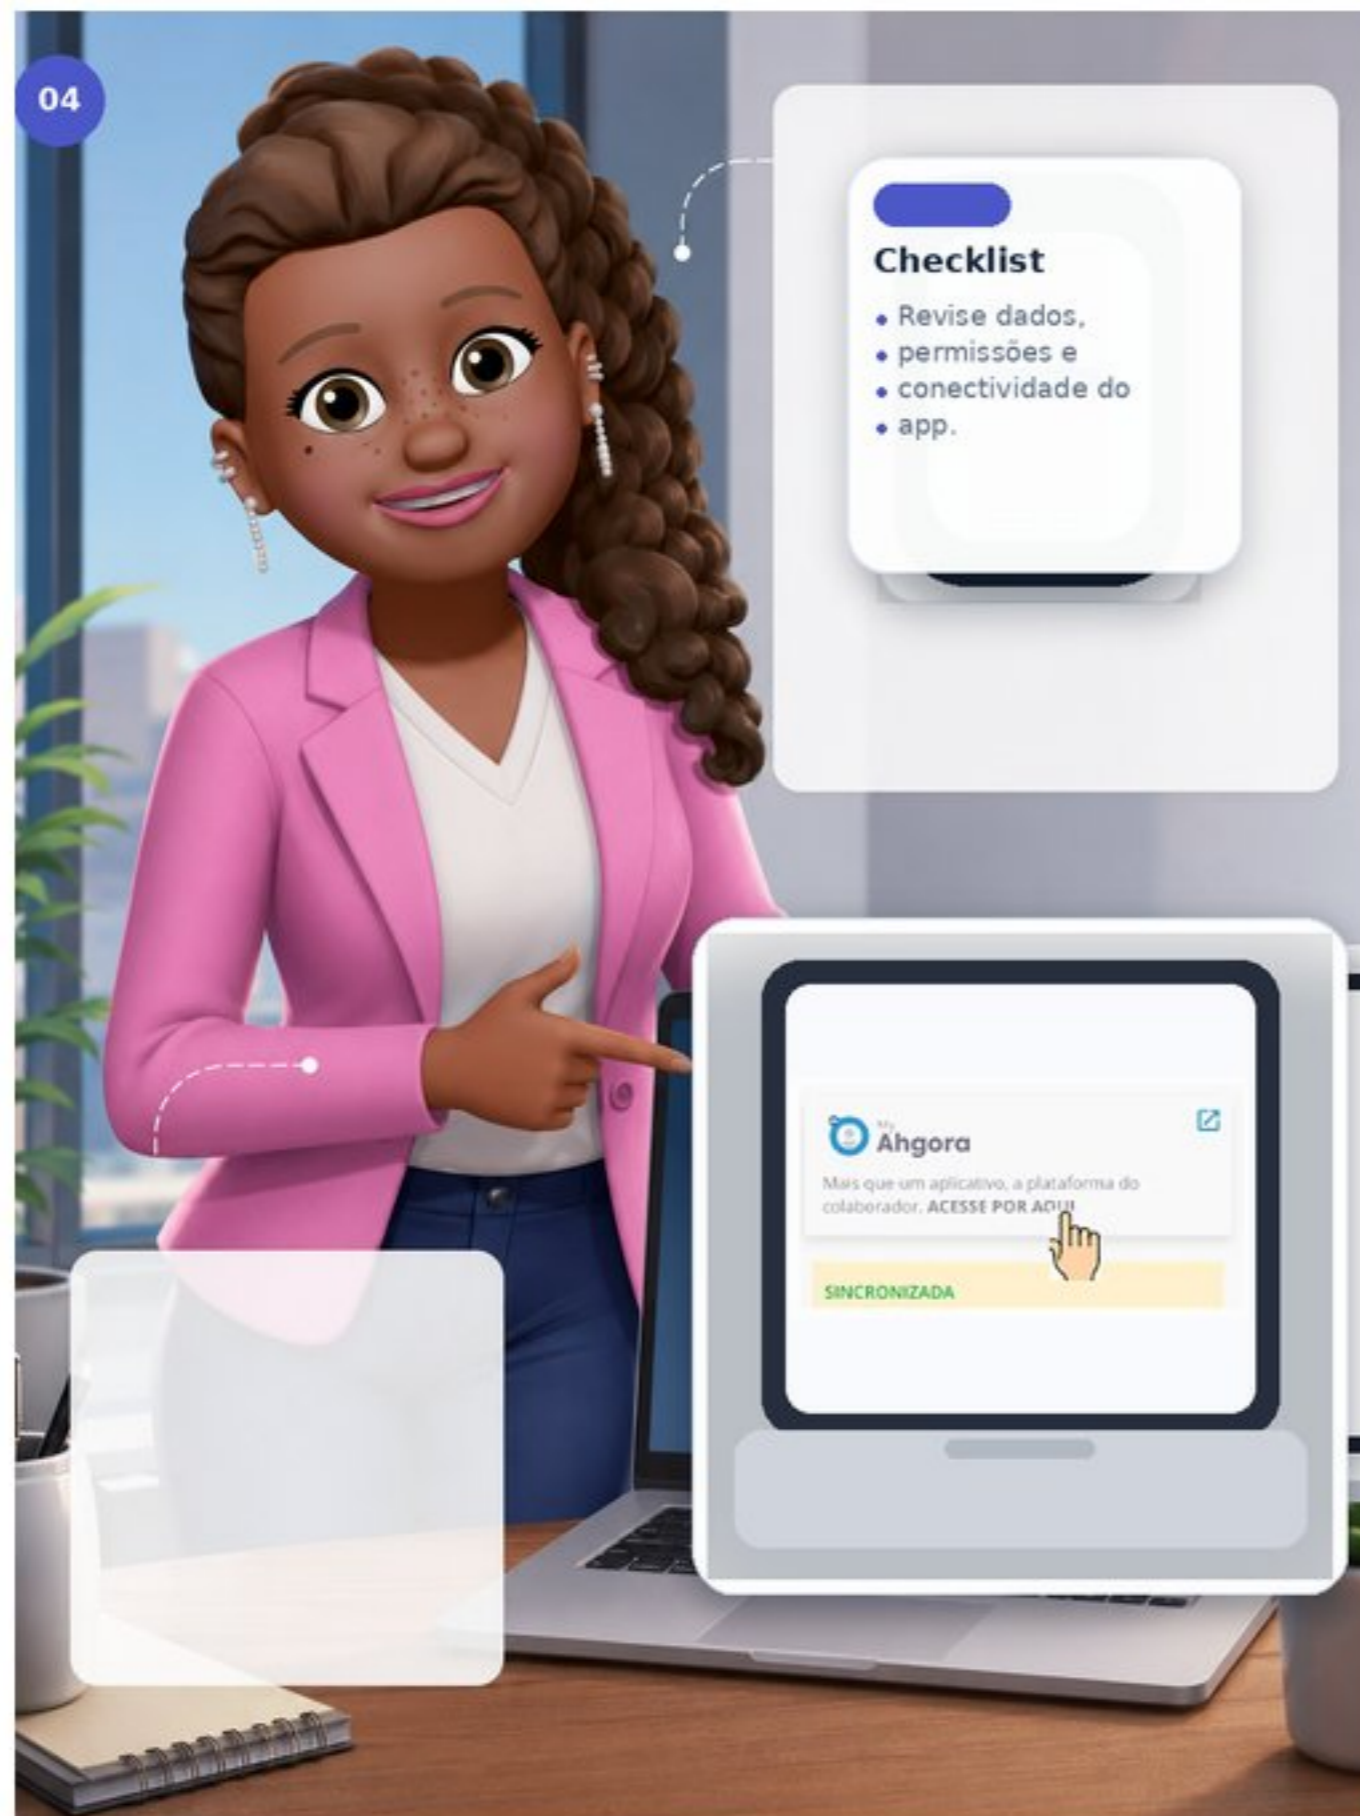 04
Checklist
• Revise dados,
• permissões e
• conectividade do
• app.
My
Ahgora
Mais que um aplicativo, a plataforma do
colaborador. ACESSE POR AQUI
SINCRONIZADA